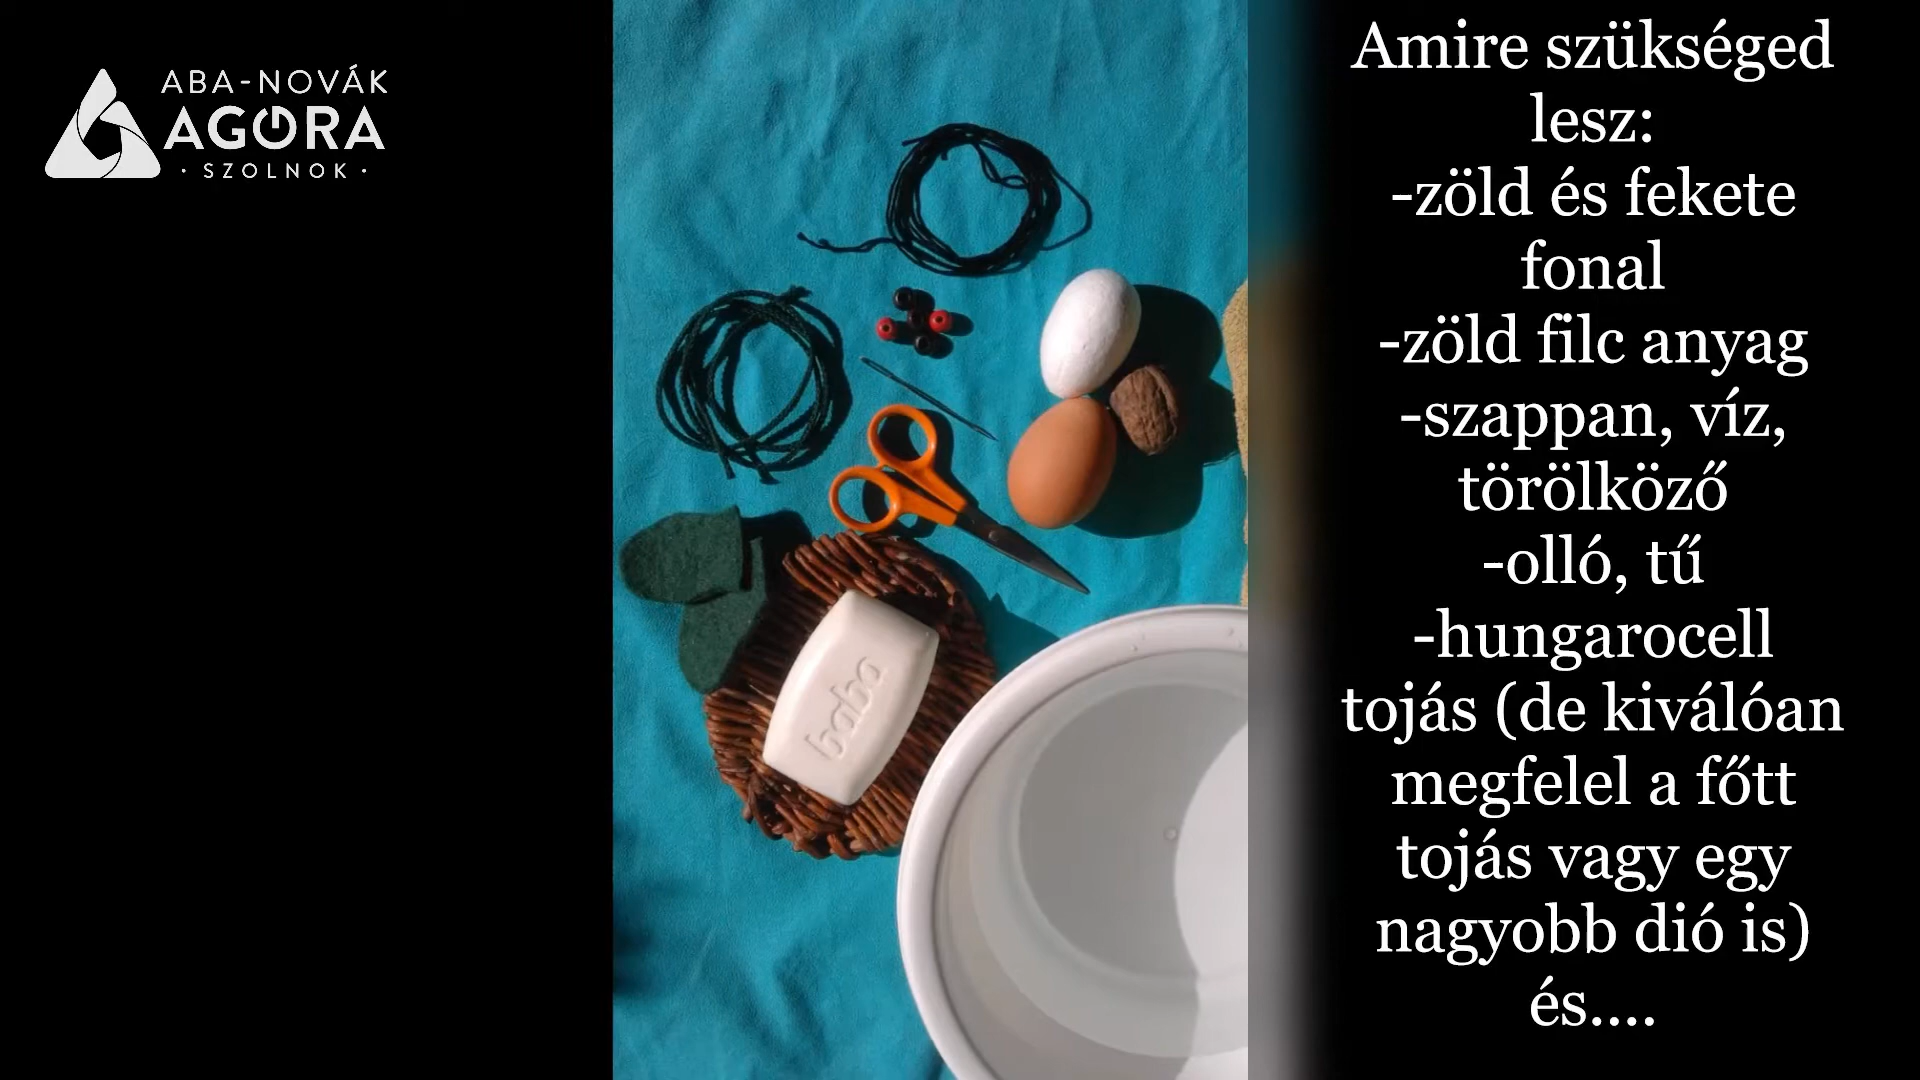 ABA-NOVÁK
AGÓRA
· SZOLNOK ·
Amire szükséged
lesz:
-zöld és fekete
fonal
-zöld filc anyag
-szappan, víz,
törölköző
-olló, tű
-hungarocell
tojás (de kiválóan
megfelel a főtt
tojás vagy egy
nagyobb dió is)
és....
baba